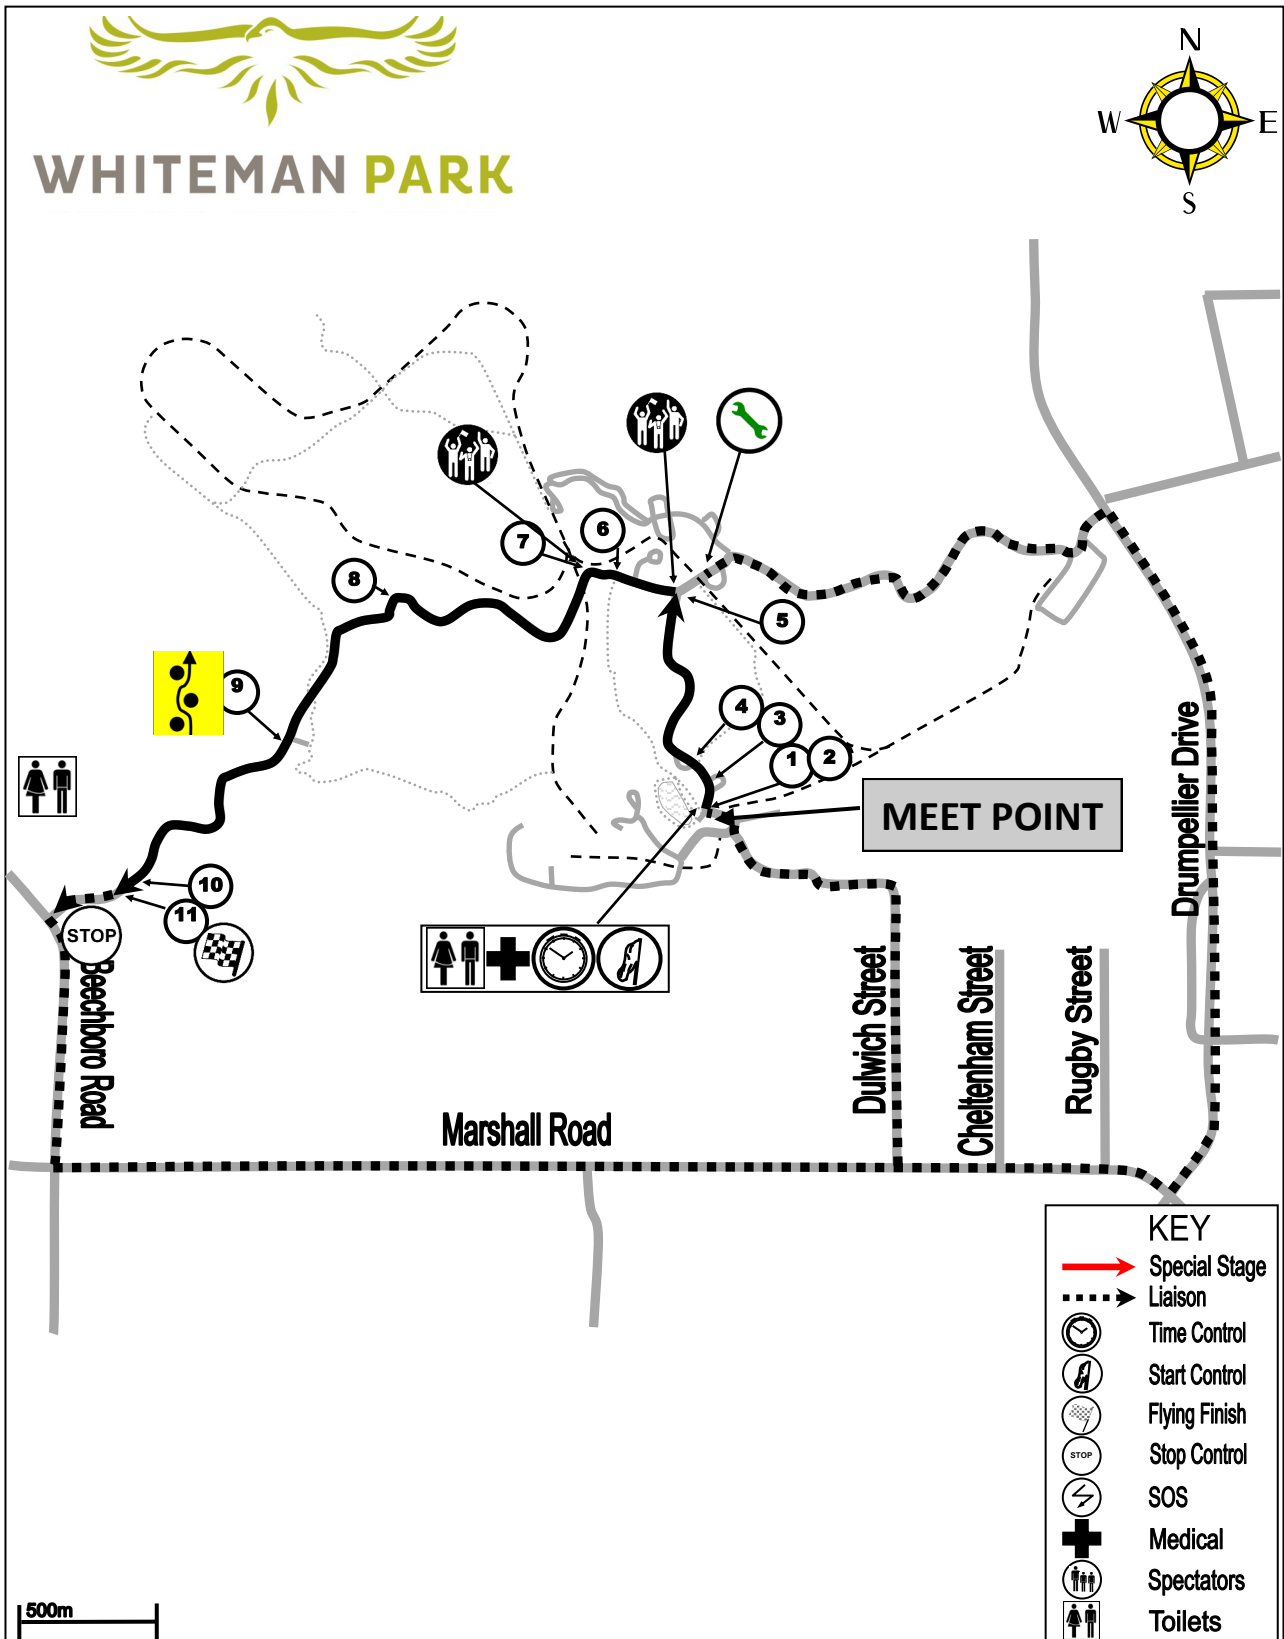 WHITEMAN PARK
N
W
E
S
6
7
8
5
9
4
3
1
2
MEET POINT
10
11
STOP
Beechboro Road
Drumpellier Drive
Dulwich Street
Cheltenham Street
Rugby Street
Marshall Road
KEY
Special Stage
Liaison
Time Control
Start Control
Flying Finish
STOP
Stop Control
SOS
Medical
Spectators
Toilets
500m